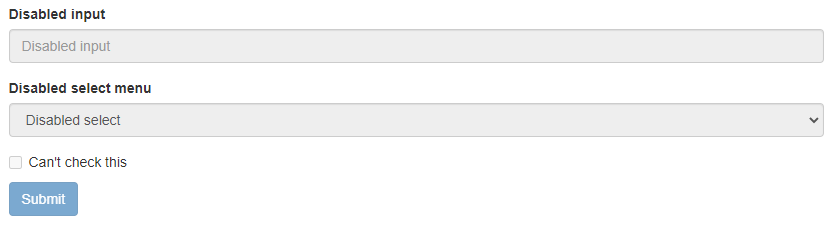 Disabled input
Disabled input
Disabled select menu
Disabled select
Can't check this
Submit